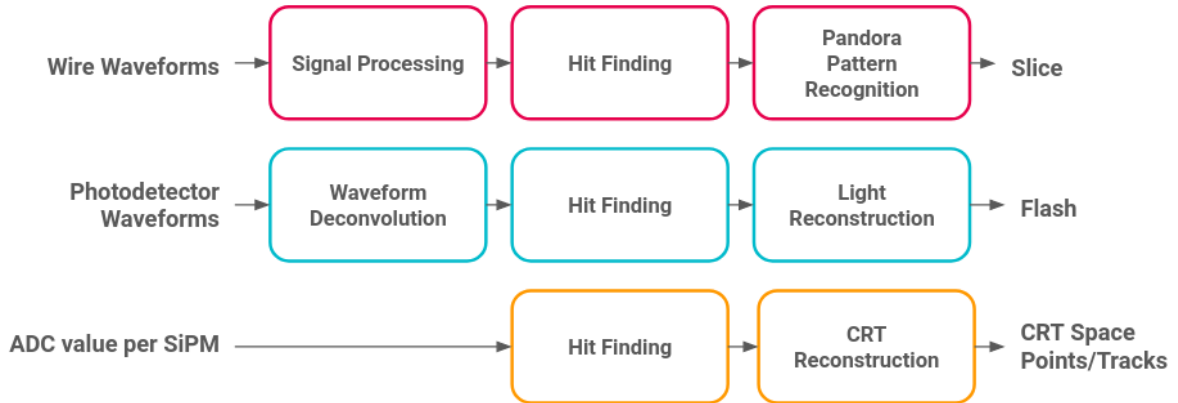 Wire Waveforms
Signal Processing
Hit Finding
Pandora
Pattern
Recognition
Slice
Photodetector
Waveforms
Waveform
Deconvolution
Hit Finding
Light
Reconstruction
Flash
ADC value per SiPM
Hit Finding
CRT
Reconstruction
CRT Space
Points/Tracks